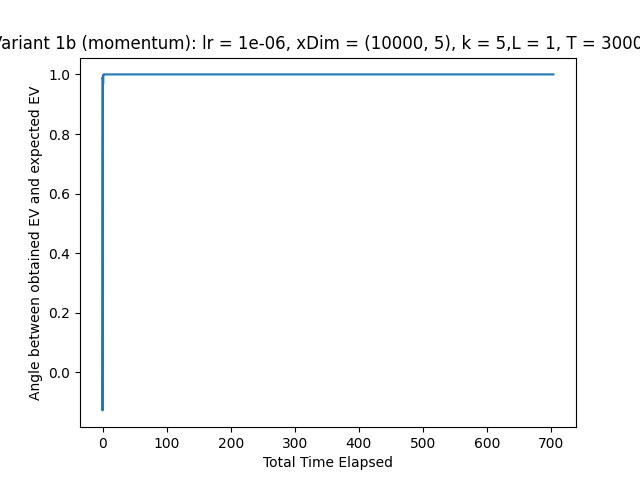 Variant 1b (momentum): lr = 1e-06, xDim = (10000, 5), k = 5,L = 1, T = 3000
Angle between obtained EV and expected EV
1.0
0.8
0.6
0.4
0.2
0.0
0 100 200 300 400 500 600 700
Total Time Elapsed